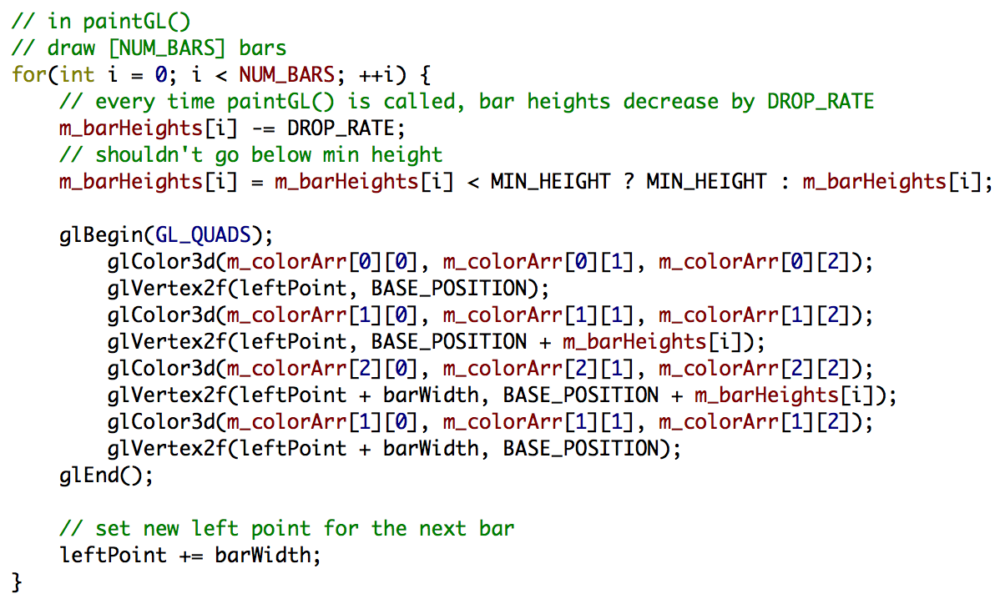 // in paintGL()
// draw [NUM_BARS] bars
for(int i = 0; i < NUM_BARS; ++i) {
    // every time paintGL() is called, bar heights decrease by DROP_RATE
    m_barHeights[i] -= DROP_RATE;
    // shouldn't go below min height
    m_barHeights[i] = m_barHeights[i] < MIN_HEIGHT ? MIN_HEIGHT : m_barHeights[i];

    glBegin(GL_QUADS);
        glColor3d(m_colorArr[0][0], m_colorArr[0][1], m_colorArr[0][2]);
        glVertex2f(leftPoint, BASE_POSITION);
        glColor3d(m_colorArr[1][0], m_colorArr[1][1], m_colorArr[1][2]);
        glVertex2f(leftPoint, BASE_POSITION + m_barHeights[i]);
        glColor3d(m_colorArr[2][0], m_colorArr[2][1], m_colorArr[2][2]);
        glVertex2f(leftPoint + barWidth, BASE_POSITION + m_barHeights[i]);
        glColor3d(m_colorArr[1][0], m_colorArr[1][1], m_colorArr[1][2]);
        glVertex2f(leftPoint + barWidth, BASE_POSITION);
    glEnd();

    // set new left point for the next bar
    leftPoint += barWidth;
}